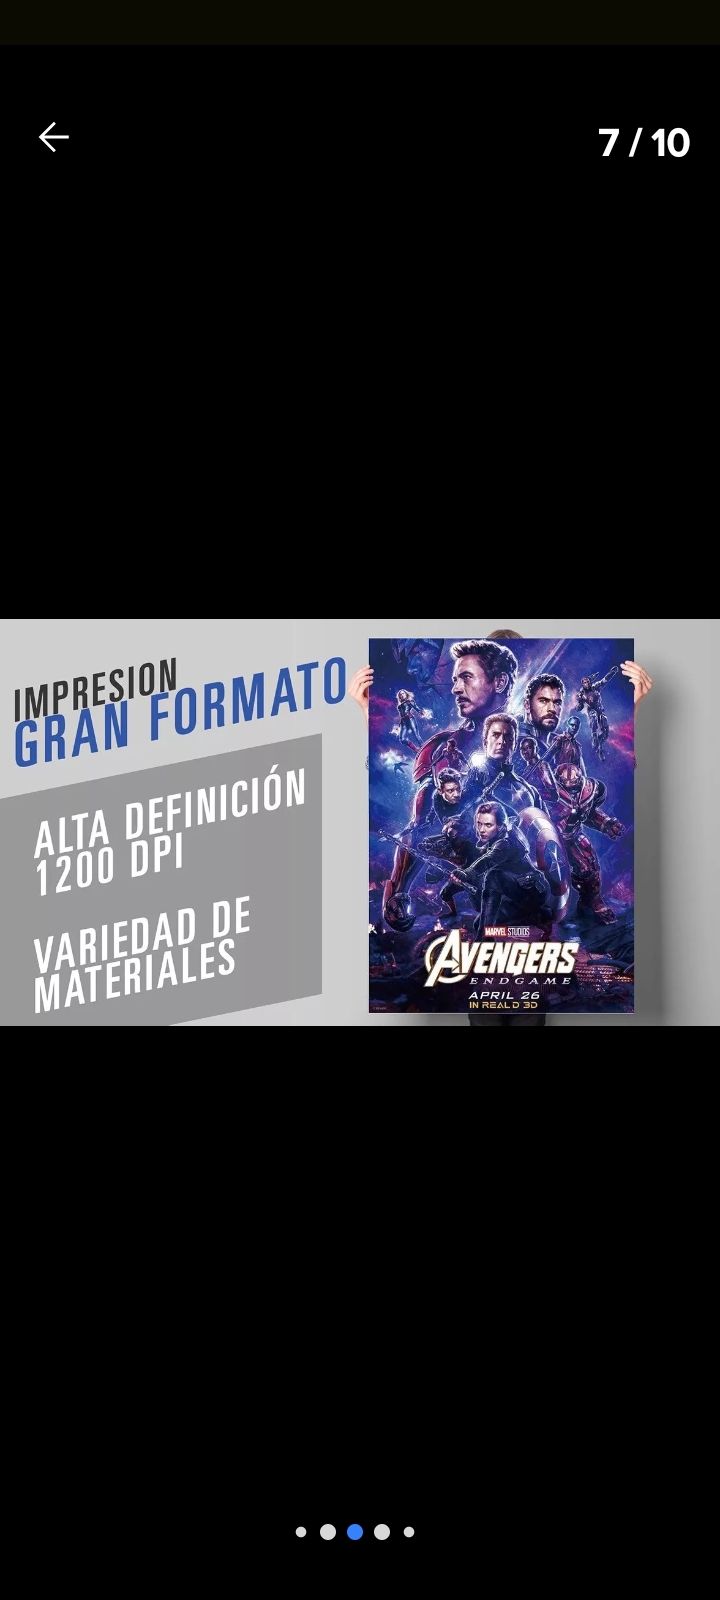 7 / 10
IMPRESION
GRAN FORMATO
ALTA DEFINICIÓN
1200 DPI
VARIEDAD DE
MATERIALES
MARVEL STUDIOS
AVENGERS
ENDGAME
APRIL 26
IN REAL D 3D